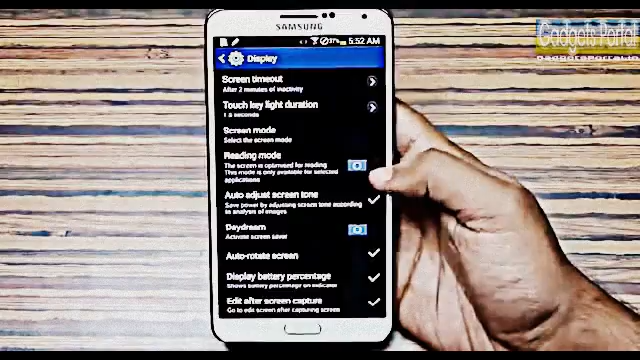 Gadgets Portal
SAMSUNG
37% 5:52 AM
Display
Screen timeout
After 2 minutes of inactivity
Touch key light duration
1.5 seconds
Screen mode
Select the screen mode
Reading mode
The screen is optimised for reading
This mode is only available for selected
applications
Auto adjust screen tone
Save power by adjusting screen tone according
to analysis of images
Daydream
Activate screen saver
Auto-rotate screen
Display battery percentage
Shows battery percentage on indicator
Edit after screen capture
Go to edit screen after capturing screen